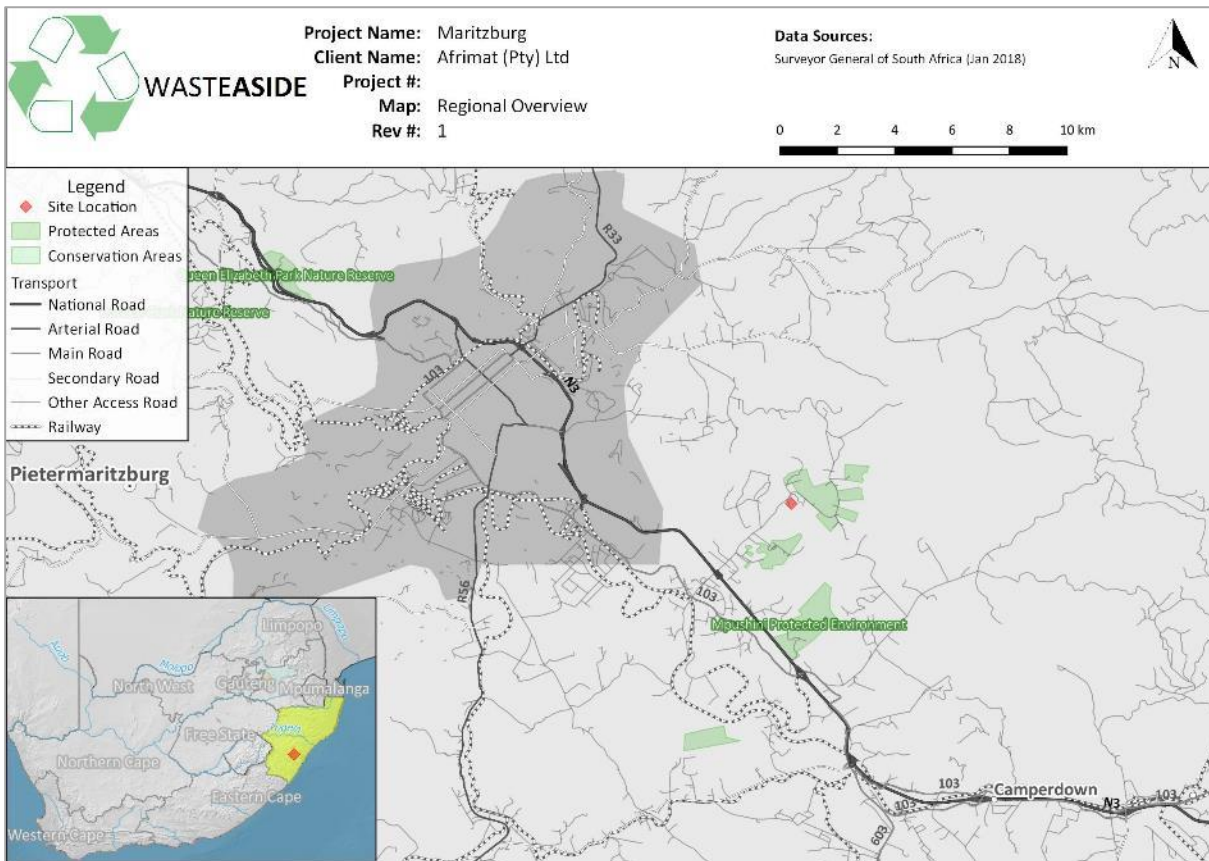 WASTEASIDE
Project Name: Maritzburg
Client Name: Afrimat (Pty) Ltd
Project #:
Map: Regional Overview
Rev #: 1
Data Sources:
Surveyor General of South Africa (Jan 2018)
N
0 2 4 6 8 10 km
Legend
Site Location
Protected Areas
Conservation Areas
Transport
National Road
Arterial Road
Main Road
Secondary Road
Other Access Road
Railway
R33
Queen Elizabeth Park Nature Reserve
Nature Reserve
103
N3
Pietermaritzburg
R56
103
Mpushini Protected Environment
103
103
103
Camperdown
N3
603
Limpopo
Limpopo
Molopo
North West
Gauteng
Mpumalanga
Free State
Northern Cape
Eastern Cape
Western Cape